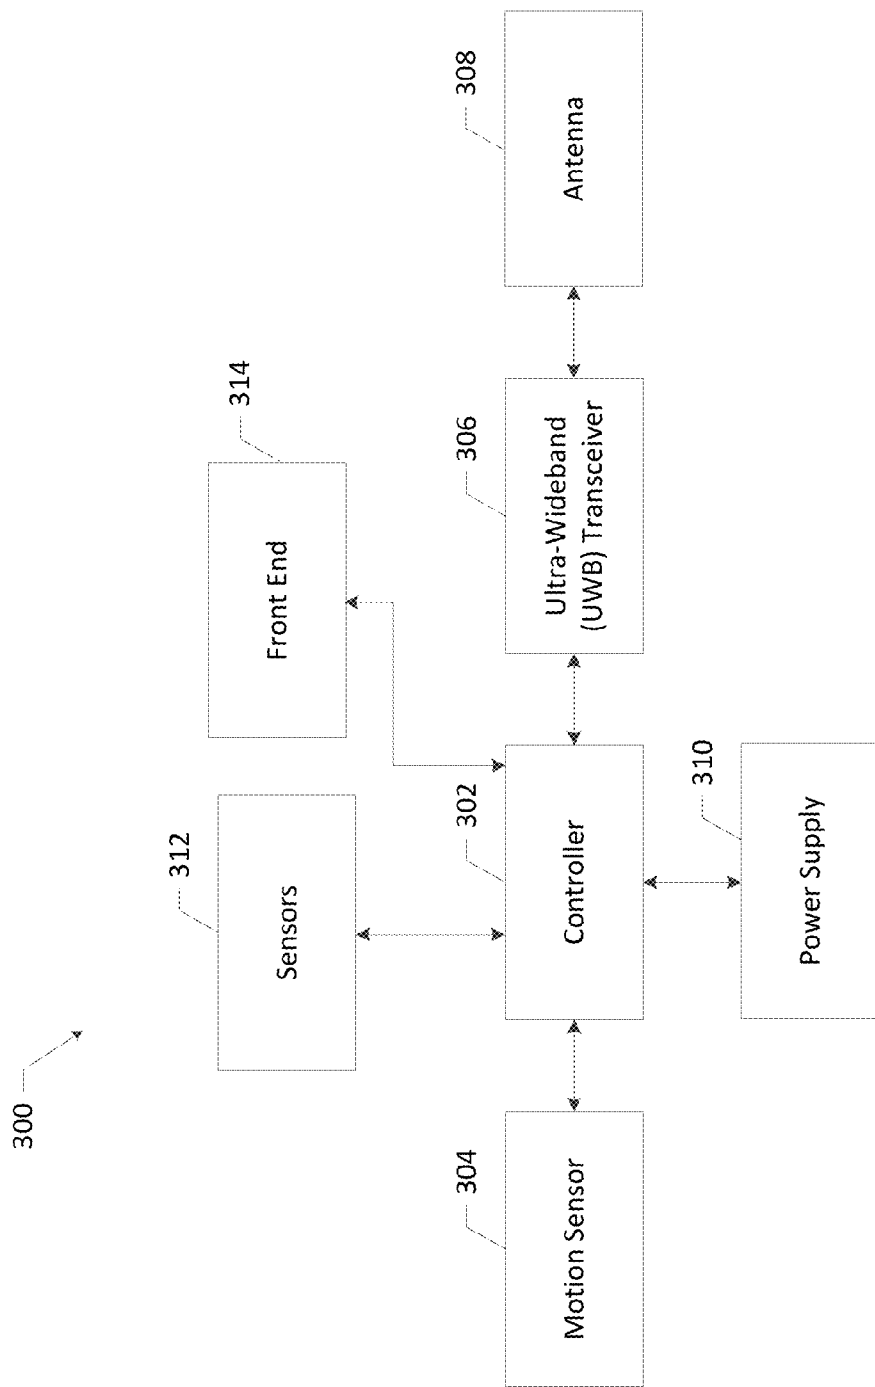 300
312
Sensors
314
Front End
304
Motion Sensor
302
Controller
306
Ultra-Wideband
(UWB) Transceiver
308
Antenna
310
Power Supply